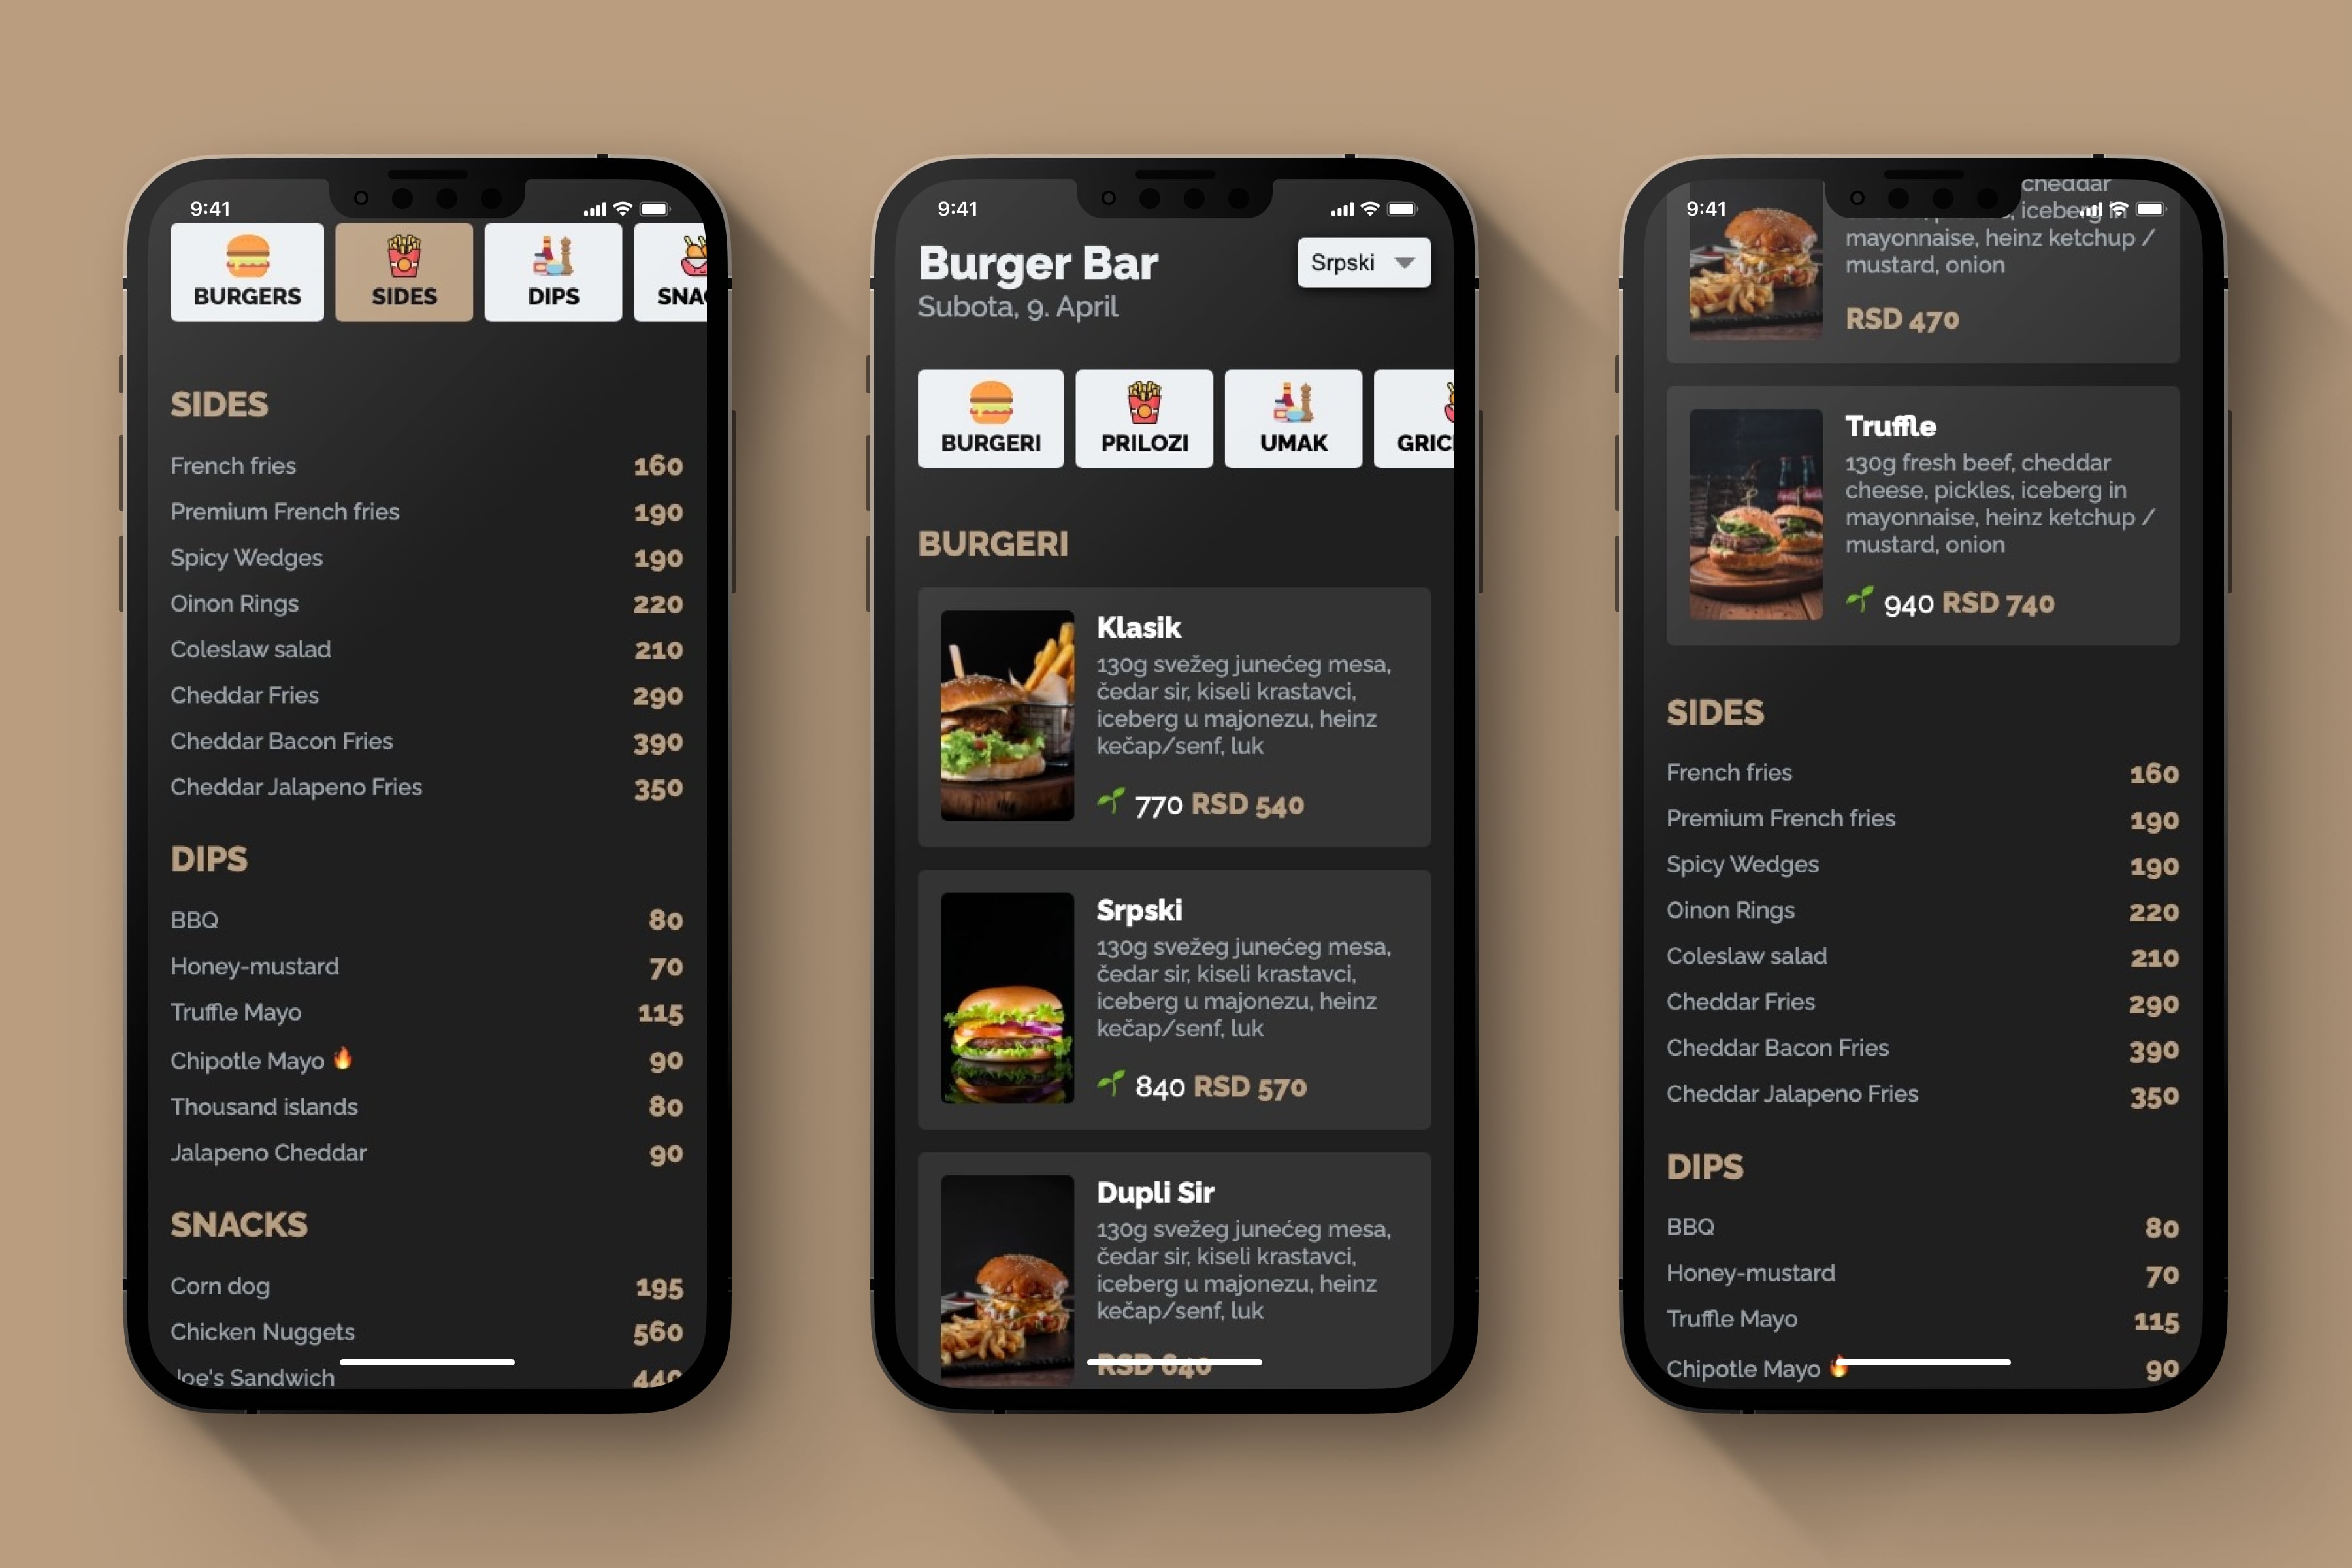 9:41
BURGERS
SIDES
DIPS
SIDES
French fries 160
Premium French fries 190
Spicy Wedges 190
Oinon Rings 220
Coleslaw salad 210
Cheddar Fries 290
Cheddar Bacon Fries 390
Cheddar Jalapeno Fries 350
DIPS
BBQ 80
Honey-mustard 70
Truffle Mayo 115
Chipotle Mayo 🔥 90
Thousand islands 80
Jalapeno Cheddar 90
SNACKS
Corn dog 195
Chicken Nuggets 560
Joe's Sandwich 440
9:41
Burger Bar
Srpski
Subota, 9. April
BURGERI
PRILOZI
UMAK
BURGERI
Klasik
130g svežeg junećeg mesa,
čedar sir, kiseli krastavci,
iceberg u majonezu, heinz
kečap/senf, luk
🌱 770 RSD 540
Srpski
130g svežeg junećeg mesa,
čedar sir, kiseli krastavci,
iceberg u majonezu, heinz
kečap/senf, luk
🌱 840 RSD 570
Dupli Sir
130g svežeg junećeg mesa,
čedar sir, kiseli krastavci,
iceberg u majonezu, heinz
kečap/senf, luk
RSD 640
9:41
cheddar
iceberg in
mayonnaise, heinz ketchup /
mustard, onion
RSD 470
Truffle
130g fresh beef, cheddar
cheese, pickles, iceberg in
mayonnaise, heinz ketchup /
mustard, onion
🌱 940 RSD 740
SIDES
French fries 160
Premium French fries 190
Spicy Wedges 190
Oinon Rings 220
Coleslaw salad 210
Cheddar Fries 290
Cheddar Bacon Fries 390
Cheddar Jalapeno Fries 350
DIPS
BBQ 80
Honey-mustard 70
Truffle Mayo 115
Chipotle Mayo 🔥 90